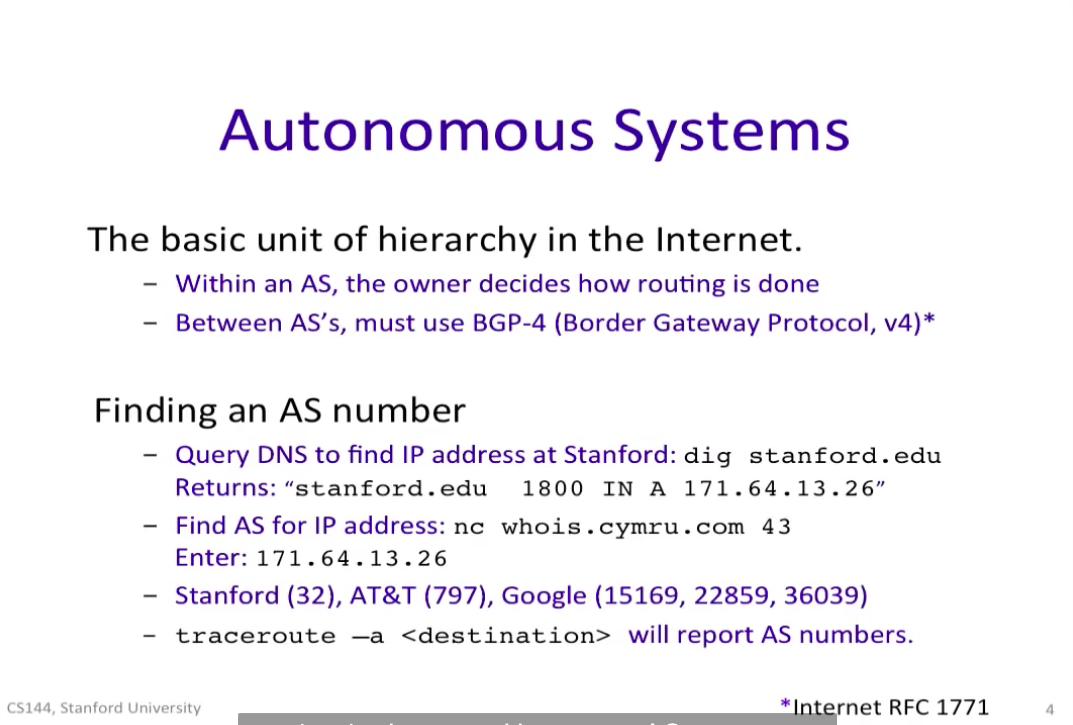 Autonomous Systems
The basic unit of hierarchy in the Internet.
– Within an AS, the owner decides how routing is done
– Between AS’s, must use BGP-4 (Border Gateway Protocol, v4)*
Finding an AS number
– Query DNS to find IP address at Stanford: dig stanford.edu
Returns: “stanford.edu 1800 IN A 171.64.13.26”
– Find AS for IP address: nc whois.cymru.com 43
Enter: 171.64.13.26
– Stanford (32), AT&T (797), Google (15169, 22859, 36039)
– traceroute –a <destination> will report AS numbers.
CS144, Stanford University
*Internet RFC 1771
4